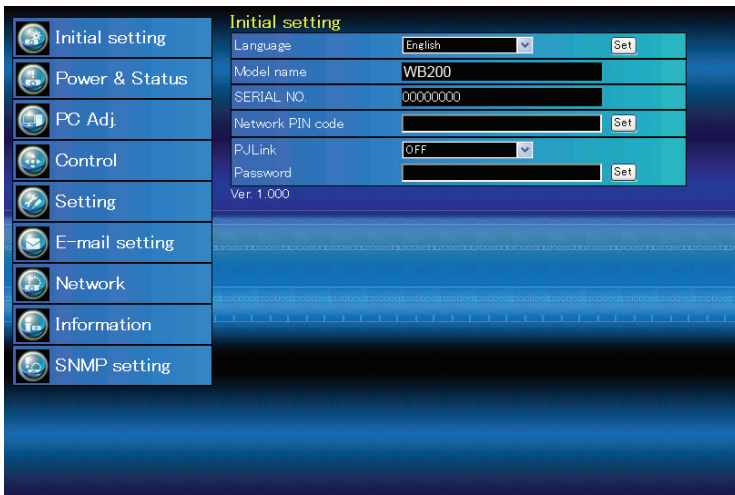 Initial setting
Power & Status
PC Adj.
Control
Setting
E-mail setting
Network
Information
SNMP setting
Initial setting
Language English Set
Model name WB200
SERIAL NO. 00000000
Network PIN code Set
PJLink OFF
Password Set
Ver. 1.000